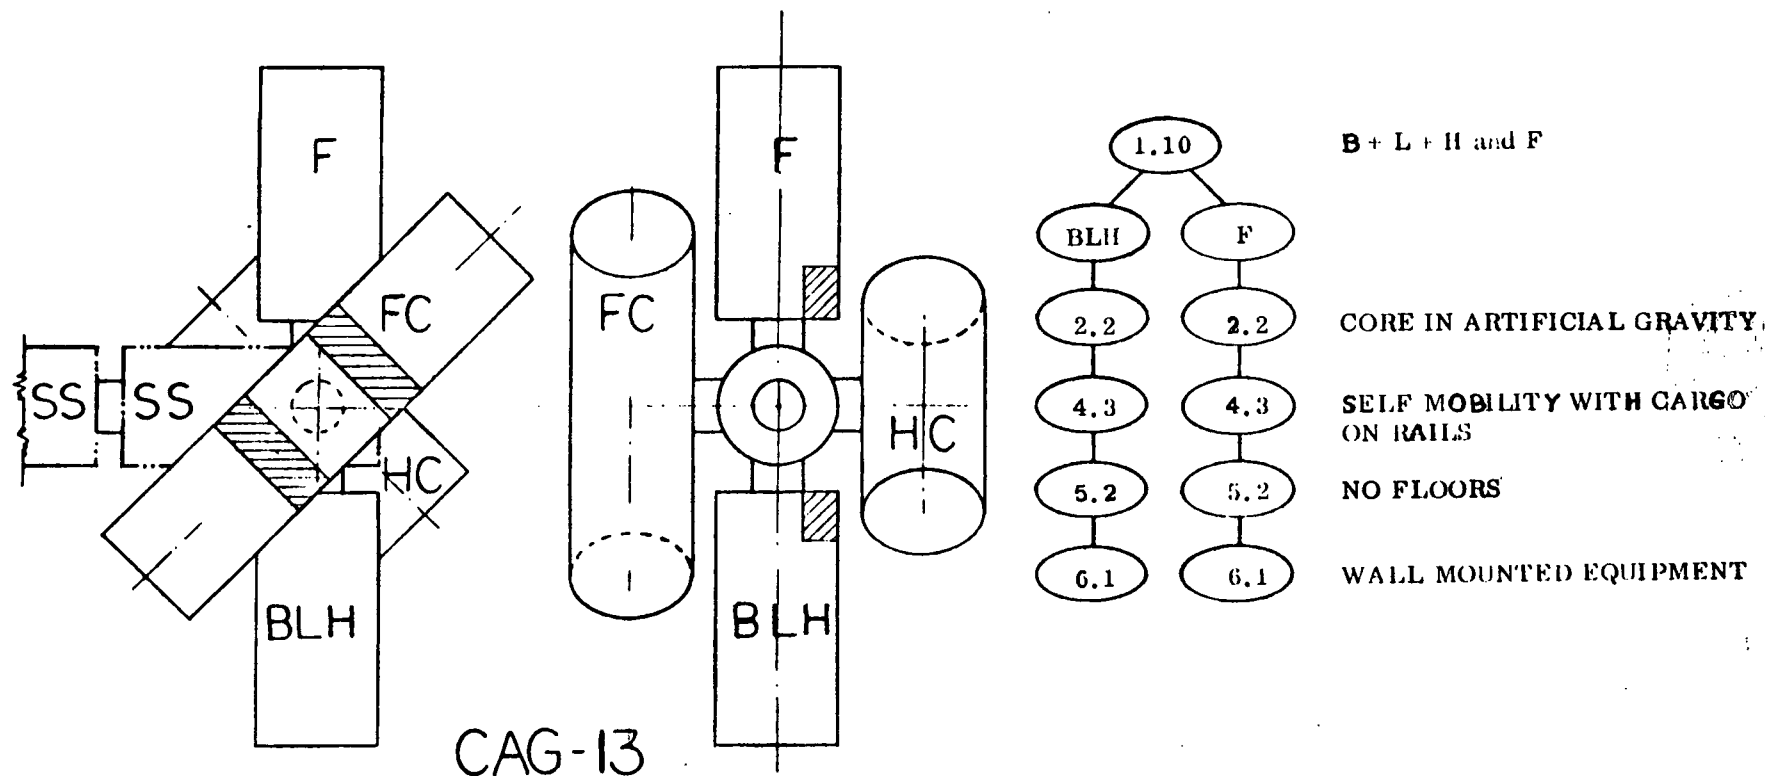 F
FC
SS
SS
HC
BLH
F
FC
HC
BLH
CAG-13
1.10
B + L + H and F
BLH
F
2.2
2.2
CORE IN ARTIFICIAL GRAVITY
4.3
4.3
SELF MOBILITY WITH CARGO
ON RAILS
5.2
5.2
NO FLOORS
6.1
6.1
WALL MOUNTED EQUIPMENT